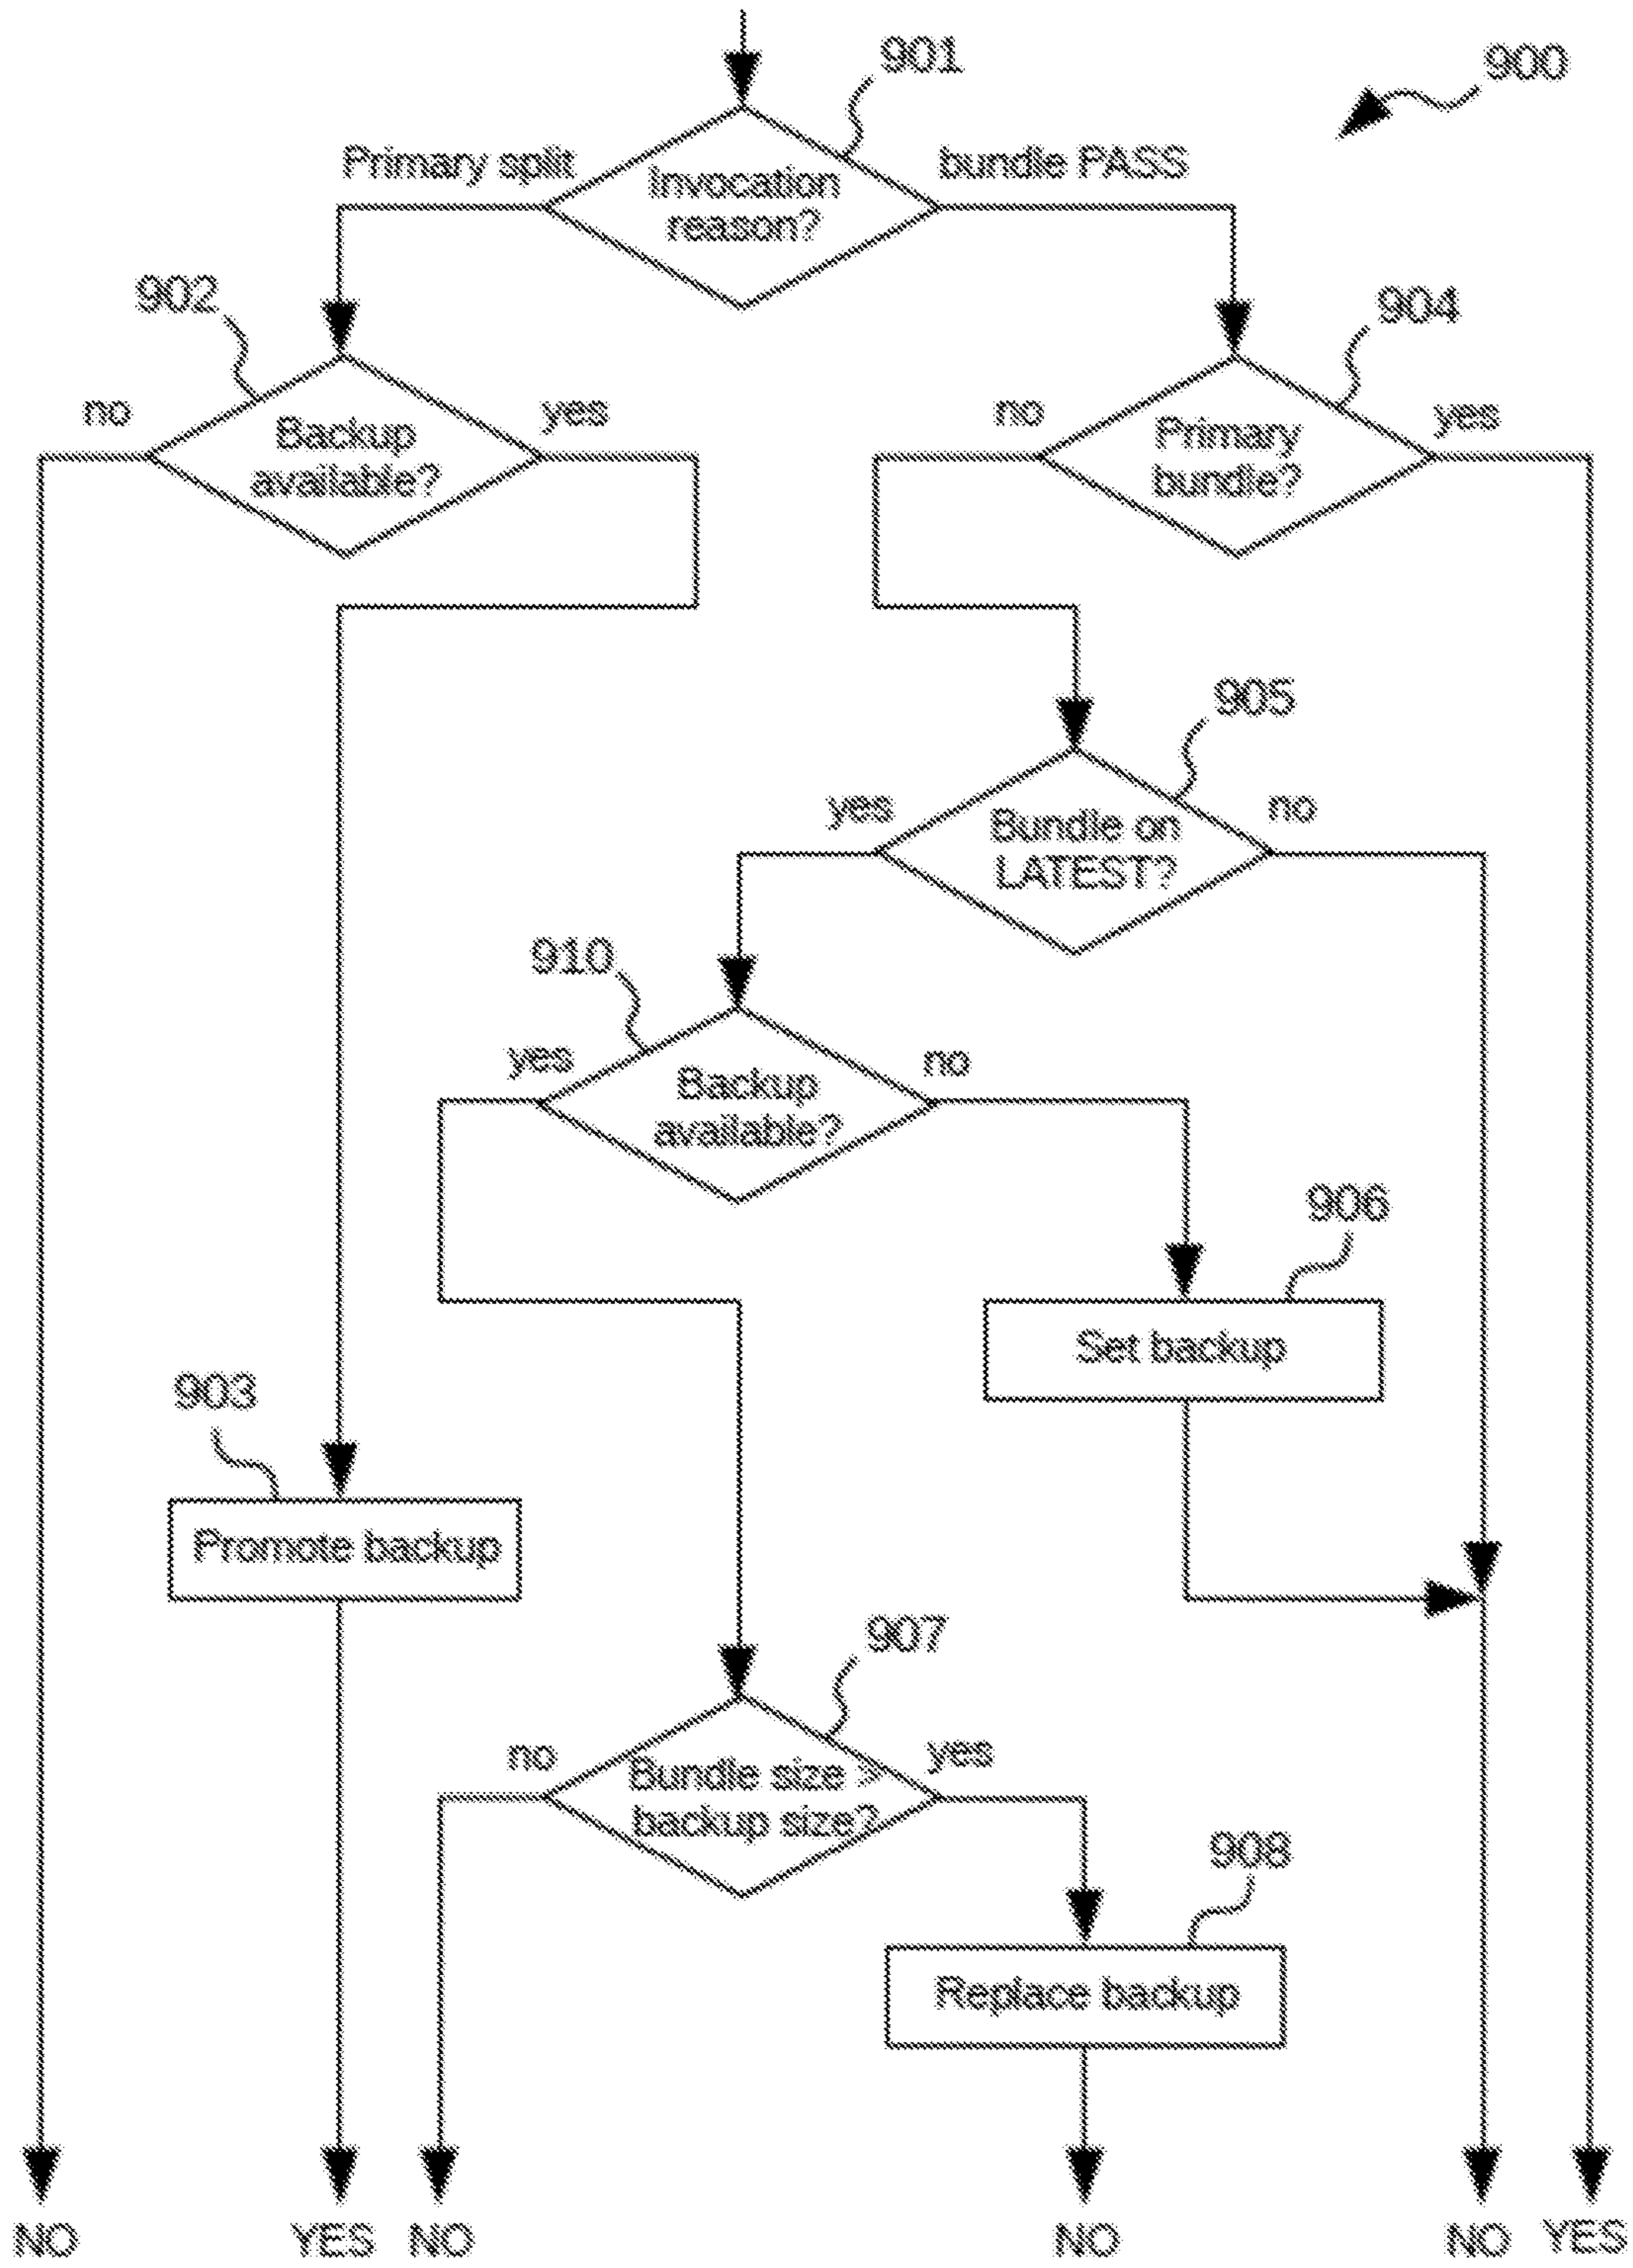 901
900
Primary split
bundle PASS
Invocation
reason?
902
904
no
yes
no
yes
Backup
available?
Primary
bundle?
905
yes
no
Bundle on
LATEST?
910
yes
no
Backup
available?
906
Set backup
903
Promote backup
907
no
yes
Bundle size >
backup size?
908
Replace backup
NO
YES
NO
NO
NO
YES